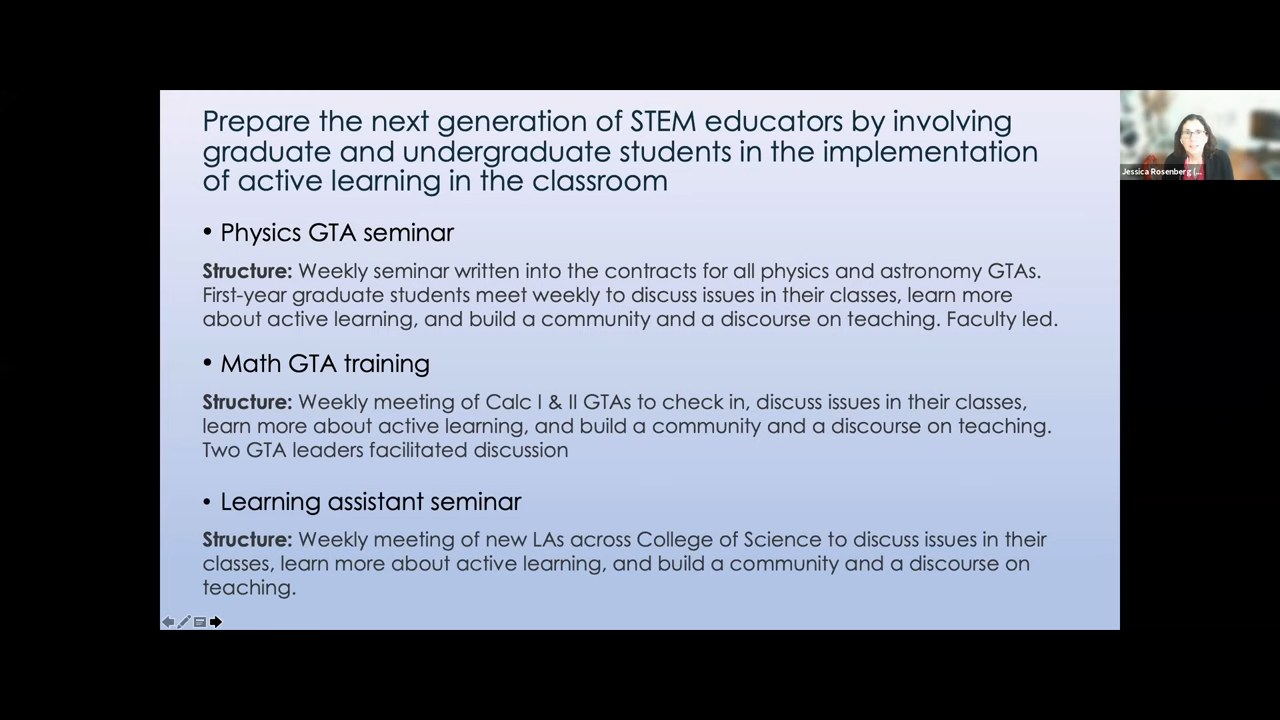 Prepare the next generation of STEM educators by involving
graduate and undergraduate students in the implementation
of active learning in the classroom
• Physics GTA seminar
Structure: Weekly seminar written into the contracts for all physics and astronomy GTAs.
First-year graduate students meet weekly to discuss issues in their classes, learn more
about active learning, and build a community and a discourse on teaching. Faculty led.
• Math GTA training
Structure: Weekly meeting of Calc I & II GTAs to check in, discuss issues in their classes,
learn more about active learning, and build a community and a discourse on teaching.
Two GTA leaders facilitated discussion
• Learning assistant seminar
Structure: Weekly meeting of new LAs across College of Science to discuss issues in their
classes, learn more about active learning, and build a community and a discourse on
teaching.
Jessica Rosenberg (...